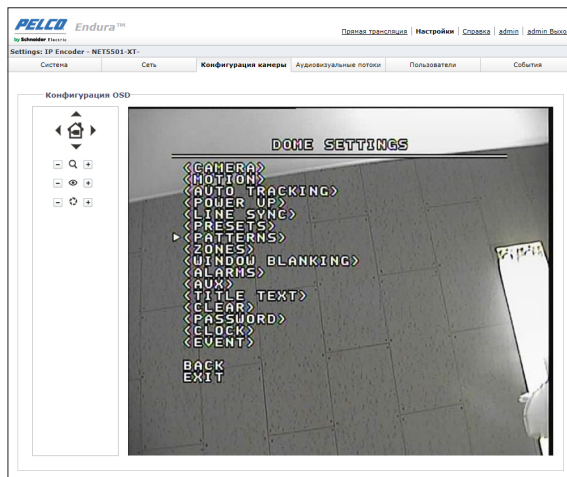 PELCO Endura™
by Schneider Electric
Прямая трансляция | Настройки | Справка | admin | admin Выхо
Settings: IP Encoder - NET5501-XT-
Система Сеть Конфигурация камеры Аудиовизуальные потоки Пользователи События
Конфигурация OSD
DOME SETTINGS
<CAMERA>
<MOTION>
<AUTO TRACKING>
<POWER UP>
<LINE SYNC>
<PRESETS>
<PATTERNS>
<ZONES>
<WINDOW BLANKING>
<ALARMS>
<AUX>
<TITLE TEXT>
<CLEAR>
<PASSWORD>
<CLOCK>
<EVENT>
BACK
EXIT